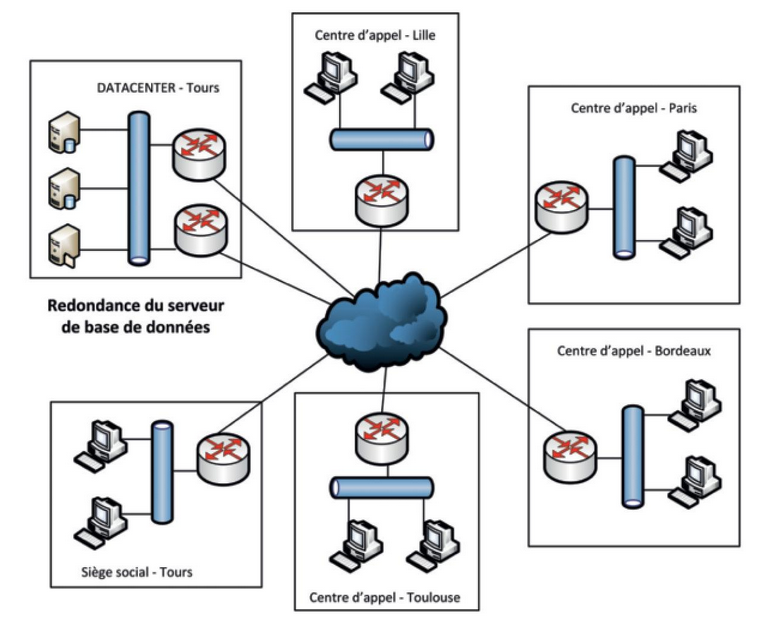 Centre d'appel - Lille
DATACENTER - Tours
Centre d'appel - Paris
Redondance du serveur
de base de données
Centre d'appel - Bordeaux
Siège social - Tours
Centre d'appel - Toulouse